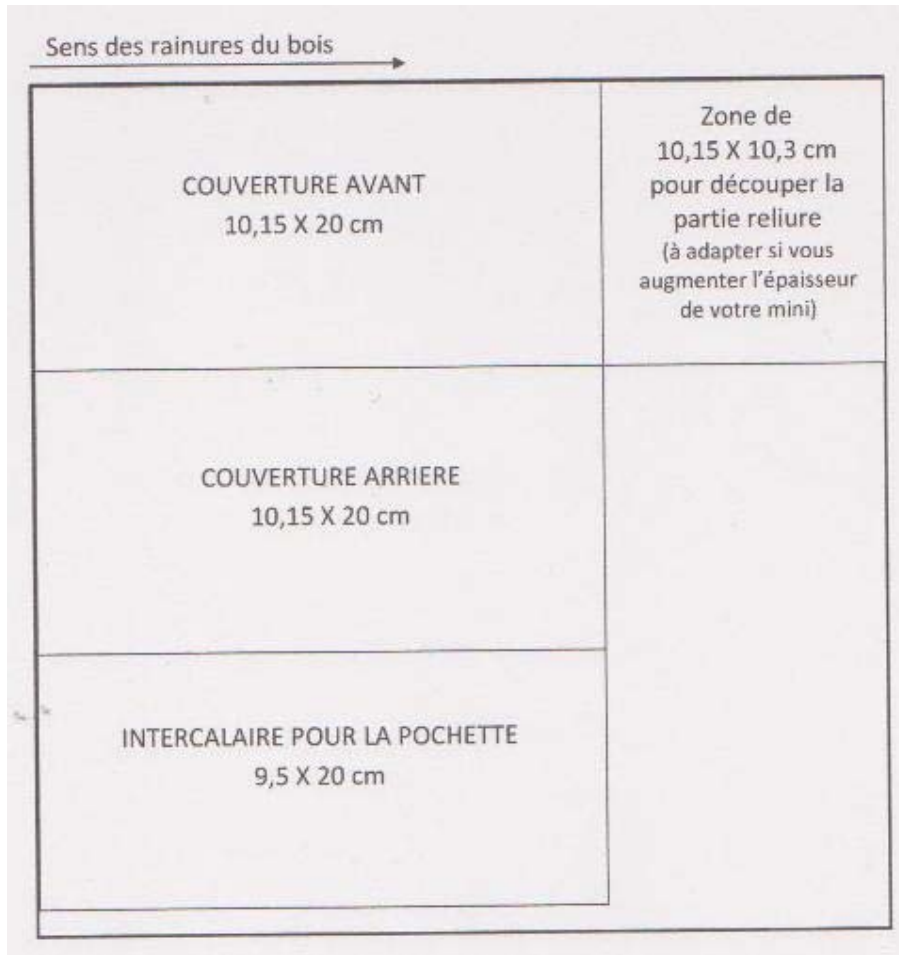 Sens des rainures du bois
COUVERTURE AVANT
10,15 X 20 cm
Zone de
10,15 X 10,3 cm
pour découper la
partie reliure
(à adapter si vous
augmenter l'épaisseur
de votre mini)
COUVERTURE ARRIERE
10,15 X 20 cm
INTERCALAIRE POUR LA POCHETTE
9,5 X 20 cm